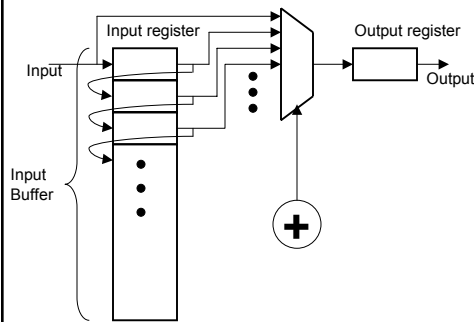 Input register
Output register
Input
Output
Input
Buffer
+